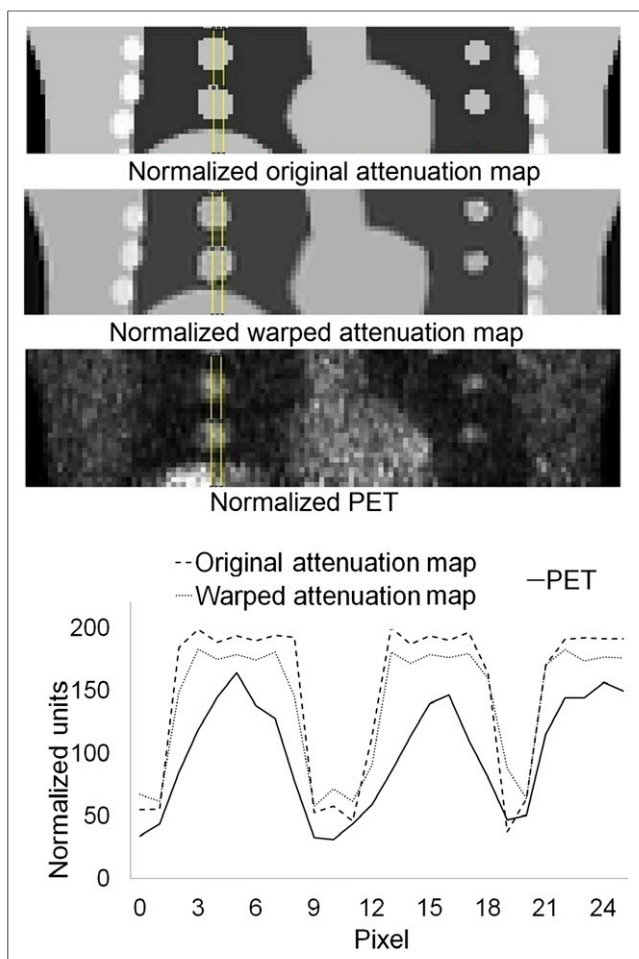 Normalized original attenuation map
Normalized warped attenuation map
Normalized PET
Original attenuation map
PET
Warped attenuation map
200
150
100
50
0
Normalized units
0 3 6 9 12 15 18 21 24
Pixel